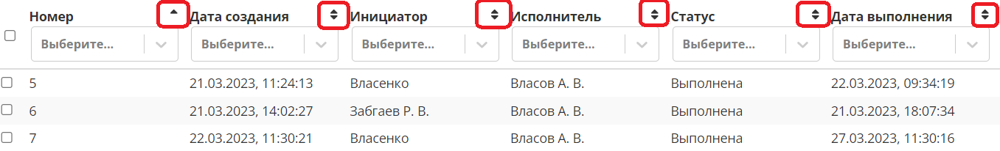 Номер Дата создания Инициатор Исполнитель Статус Дата выполнения
Выберите... Выберите... Выберите... Выберите... Выберите... Выберите...
5 21.03.2023, 11:24:13 Власенко Власов А. В. Выполнена 22.03.2023, 09:34:19
6 21.03.2023, 14:02:27 Забгаев Р. В. Власов А. В. Выполнена 21.03.2023, 18:07:34
7 22.03.2023, 11:30:21 Власенко Власов А. В. Выполнена 27.03.2023, 11:30:16